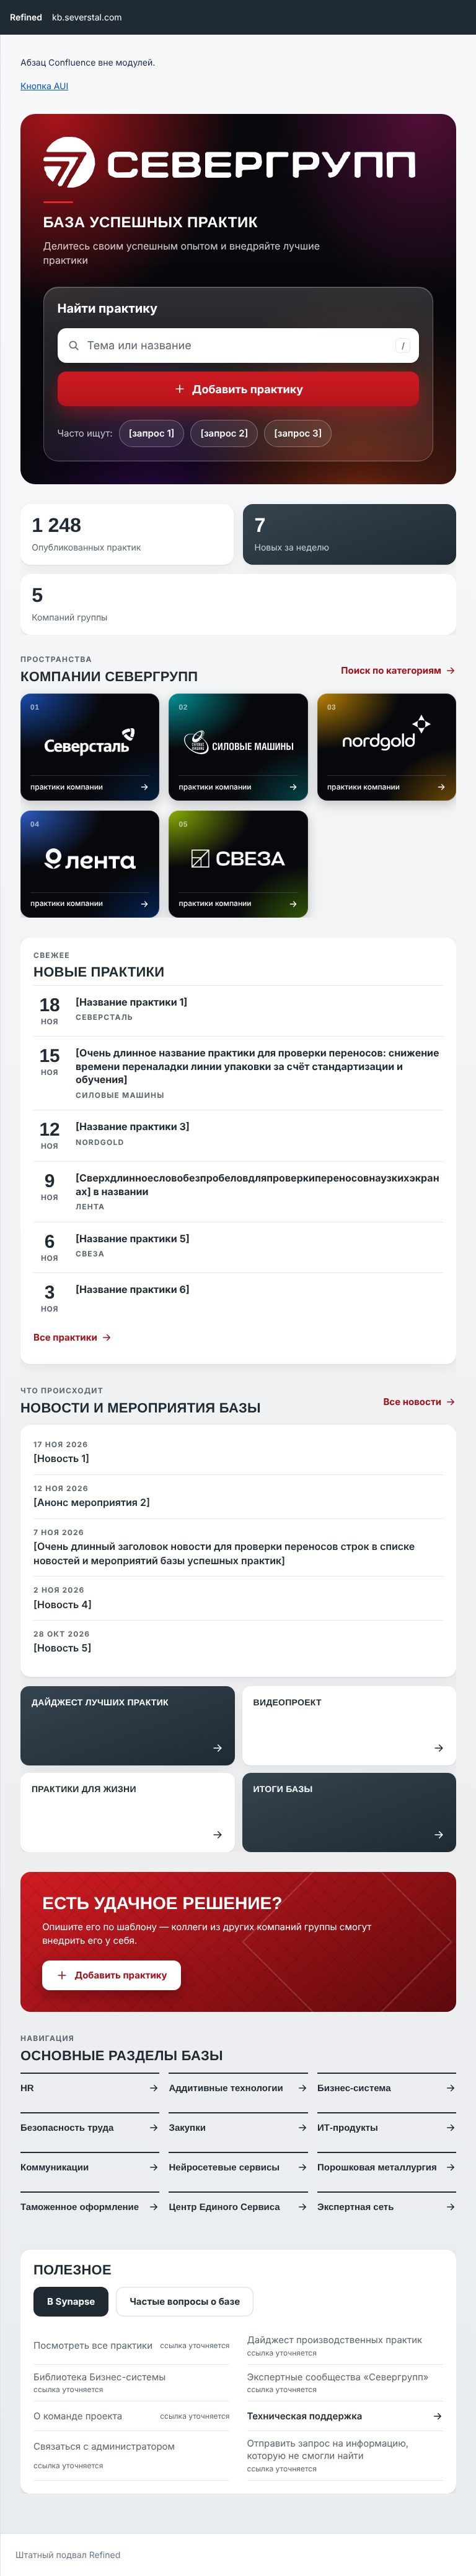 Refined kb.severstal.com
Абзац Confluence вне модулей.
Кнопка AUI
СЕВЕРГРУПП
БАЗА УСПЕШНЫХ ПРАКТИК
Делитесь своим успешным опытом и внедряйте лучшие
практики
Найти практику
Тема или название /
+ Добавить практику
Часто ищут: [запрос 1] [запрос 2] [запрос 3]
1 248
Опубликованных практик
7
Новых за неделю
5
Компаний группы
ПРОСТРАНСТВА
КОМПАНИИ СЕВЕРГРУПП
Поиск по категориям →
01
Северсталь
практики компании →
02
СИЛОВЫЕ МАШИНЫ
практики компании →
03
nordgold
практики компании →
04
лента
практики компании →
05
СВЕЗА
практики компании →
СВЕЖЕЕ
НОВЫЕ ПРАКТИКИ
18
НОЯ
[Название практики 1]
СЕВЕРСТАЛЬ
15
НОЯ
[Очень длинное название практики для проверки переносов: снижение
времени переналадки линии упаковки за счёт стандартизации и
обучения]
СИЛОВЫЕ МАШИНЫ
12
НОЯ
[Название практики 3]
NORDGOLD
9
НОЯ
[Сверхдлинноесловобезпробеловдляпроверкипереносовнаузкихэкран
ах] в названии
ЛЕНТА
6
НОЯ
[Название практики 5]
СВЕЗА
3
НОЯ
[Название практики 6]
Все практики →
ЧТО ПРОИСХОДИТ
НОВОСТИ И МЕРОПРИЯТИЯ БАЗЫ
Все новости →
17 НОЯ 2026
[Новость 1]
12 НОЯ 2026
[Анонс мероприятия 2]
7 НОЯ 2026
[Очень длинный заголовок новости для проверки переносов строк в списке
новостей и мероприятий базы успешных практик]
2 НОЯ 2026
[Новость 4]
28 ОКТ 2026
[Новость 5]
ДАЙДЖЕСТ ЛУЧШИХ ПРАКТИК →
ВИДЕОПРОЕКТ →
ПРАКТИКИ ДЛЯ ЖИЗНИ →
ИТОГИ БАЗЫ →
ЕСТЬ УДАЧНОЕ РЕШЕНИЕ?
Опишите его по шаблону — коллеги из других компаний группы смогут
внедрить его у себя.
+ Добавить практику
НАВИГАЦИЯ
ОСНОВНЫЕ РАЗДЕЛЫ БАЗЫ
HR → Аддитивные технологии → Бизнес-система →
Безопасность труда → Закупки → ИТ-продукты →
Коммуникации → Нейросетевые сервисы → Порошковая металлургия →
Таможенное оформление → Центр Единого Сервиса → Экспертная сеть →
ПОЛЕЗНОЕ
В Synapse Частые вопросы о базе
Посмотреть все практики ссылка уточняется
Дайджест производственных практик
ссылка уточняется
Библиотека Бизнес-системы
ссылка уточняется
Экспертные сообщества «Севергрупп»
ссылка уточняется
О команде проекта ссылка уточняется
Техническая поддержка →
Связаться с администратором
ссылка уточняется
Отправить запрос на информацию,
которую не смогли найти
ссылка уточняется
Штатный подвал Refined